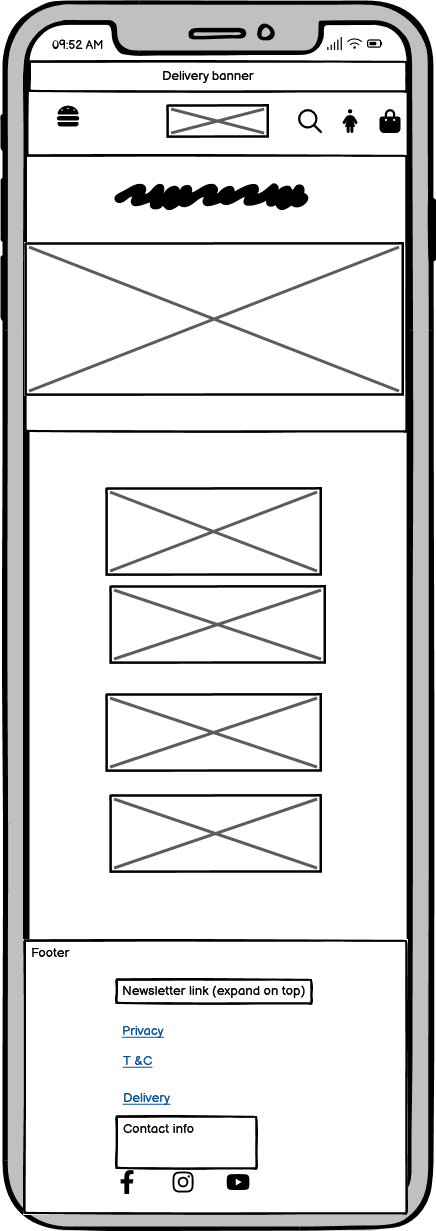 09:52 AM
Delivery banner
Footer
Newsletter link (expand on top)
Privacy
T &C
Delivery
Contact info